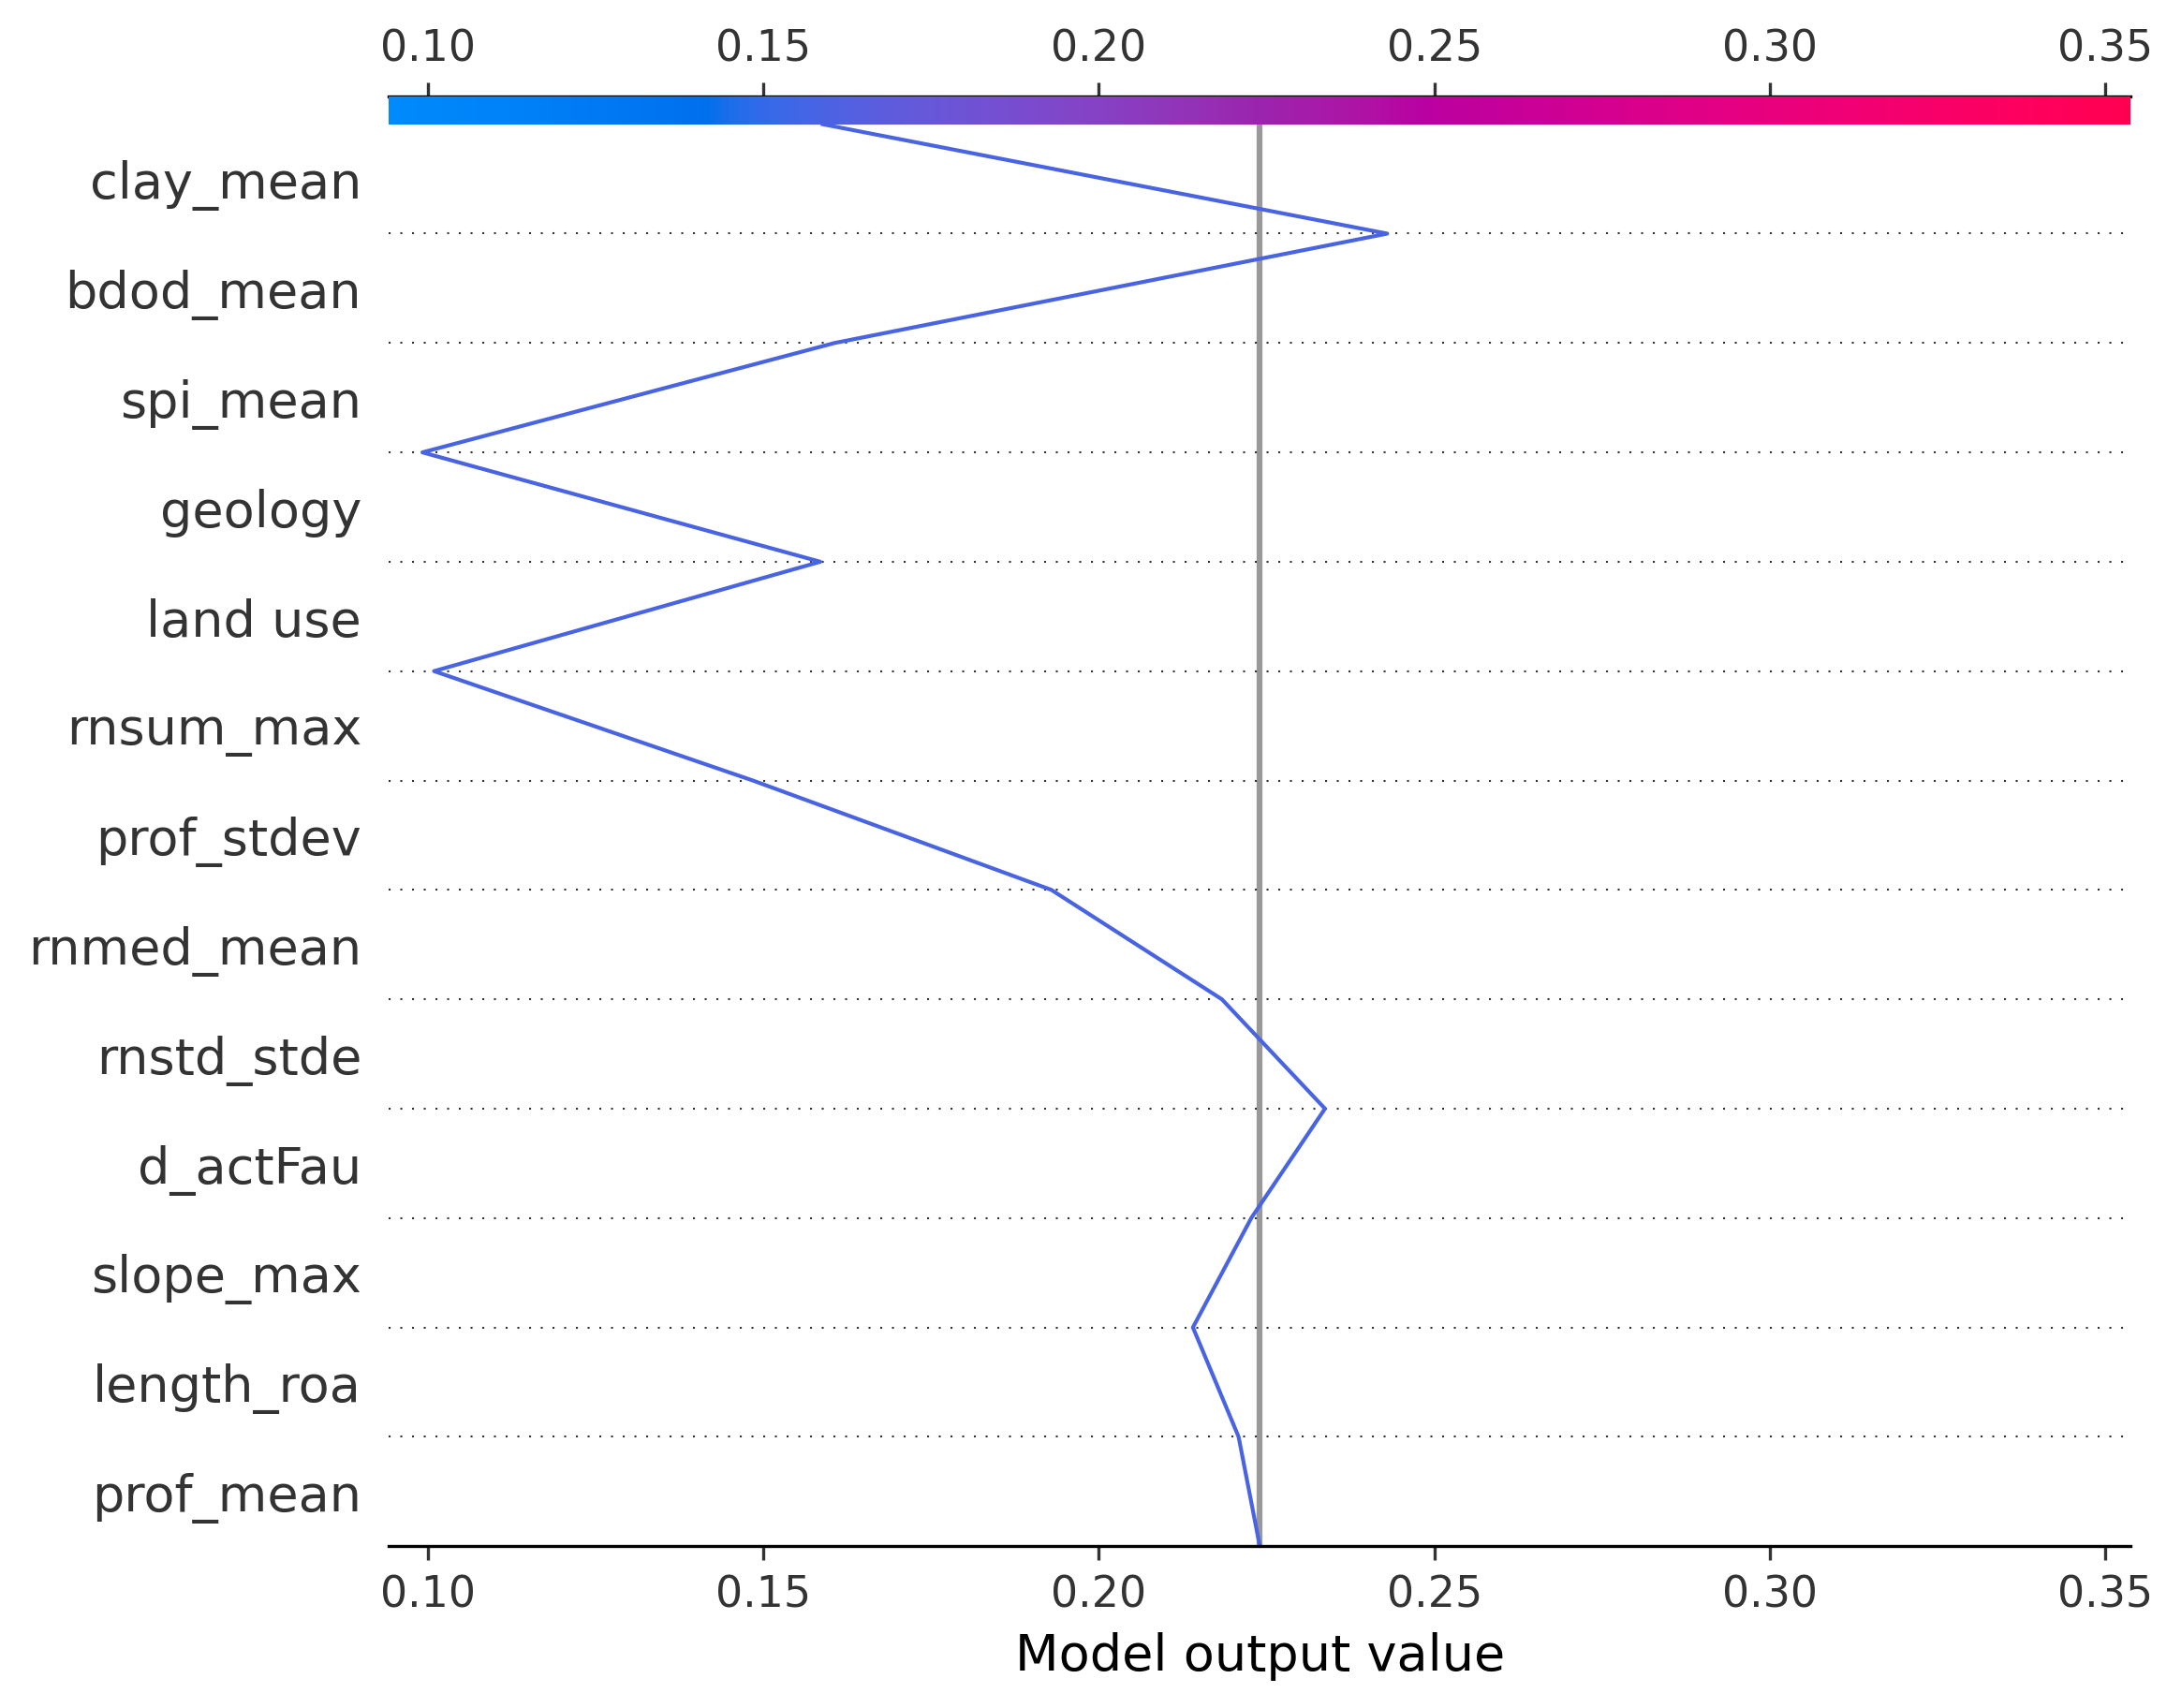 0.10 0.15 0.20 0.25 0.30 0.35
clay_mean
bdod_mean
spi_mean
geology
land use
rnsum_max
prof_stdev
rnmed_mean
rnstd_stde
d_actFau
slope_max
length_roa
prof_mean
0.10 0.15 0.20 0.25 0.30 0.35
Model output value